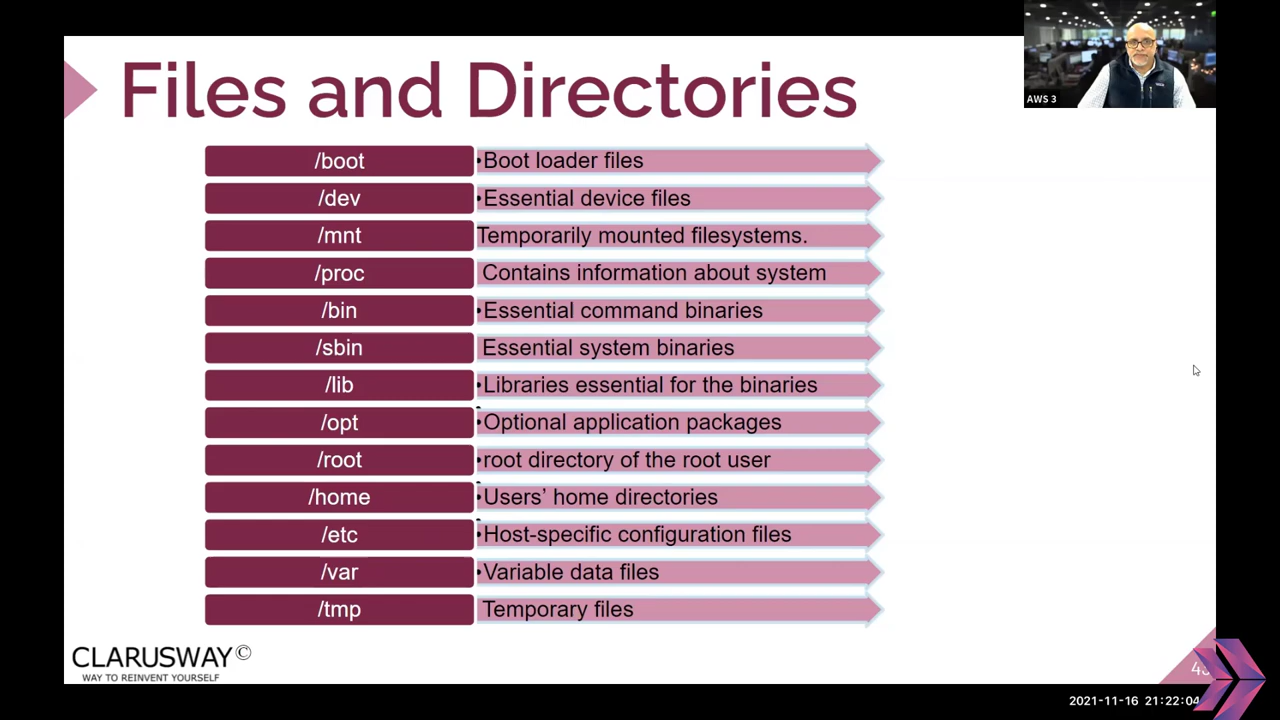 AWS 3
Files and Directories
/boot •Boot loader files
/dev •Essential device files
/mnt Temporarily mounted filesystems.
/proc Contains information about system
/bin •Essential command binaries
/sbin Essential system binaries
/lib •Libraries essential for the binaries
/opt •Optional application packages
/root •root directory of the root user
/home •Users’ home directories
/etc •Host-specific configuration files
/var •Variable data files
/tmp Temporary files
CLARUSWAY©
WAY TO REINVENT YOURSELF
2021-11-16 21:22:04